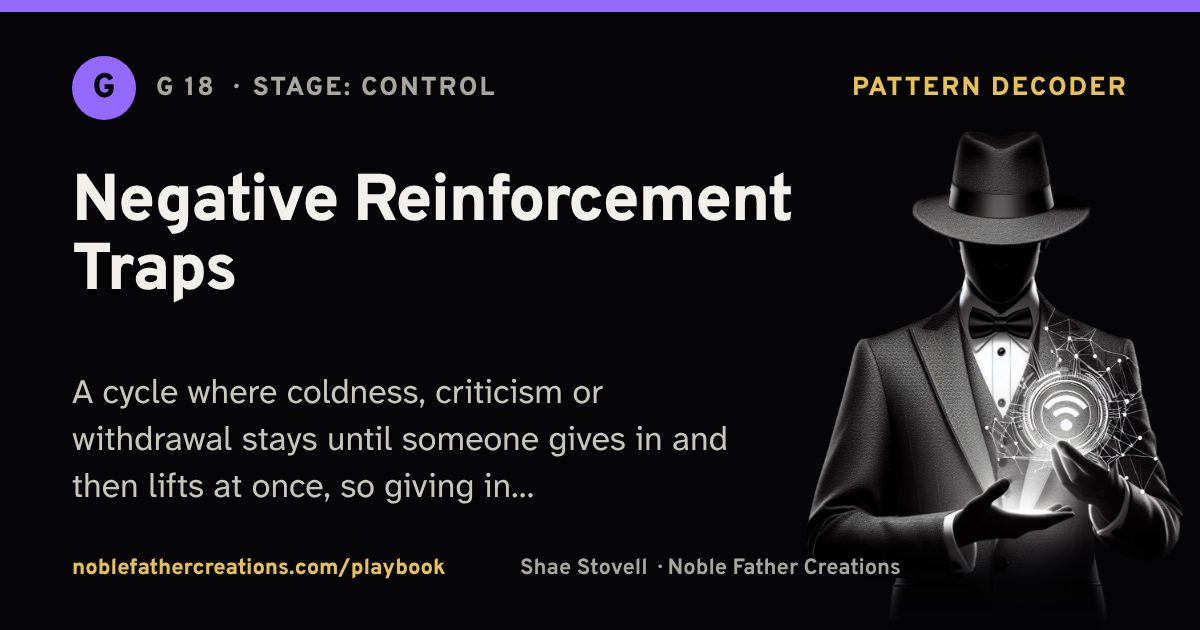 G
G 18 · STAGE: CONTROL
PATTERN DECODER
Negative Reinforcement
Traps
A cycle where coldness, criticism or
withdrawal stays until someone gives in and
then lifts at once, so giving in...
noblefathercreations.com/playbook
Shae Stovell · Noble Father Creations